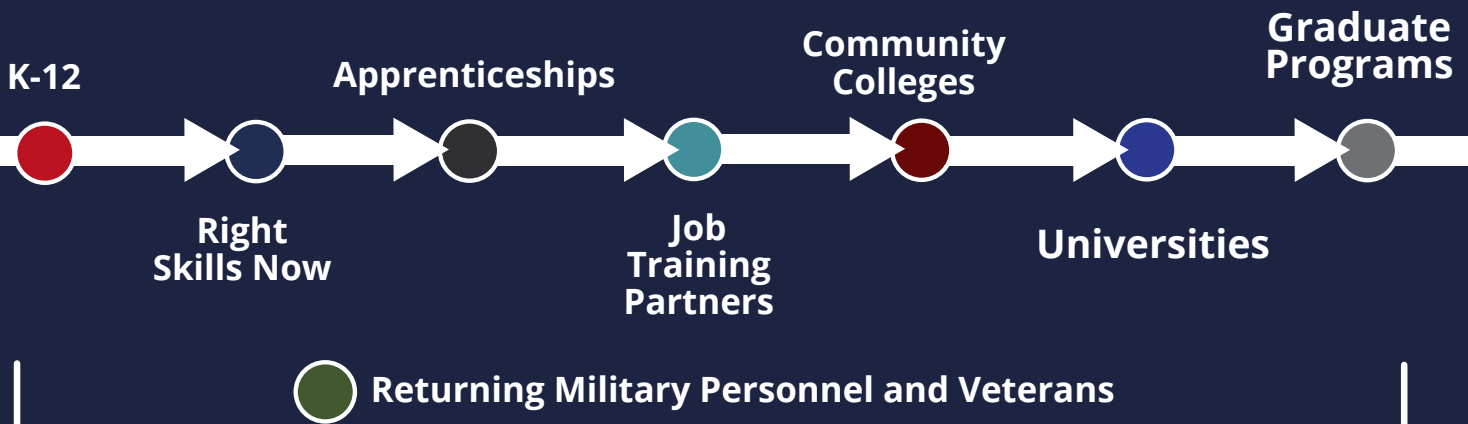 K-12
Right
Skills Now
Apprenticeships
Job
Training
Partners
Community
Colleges
Universities
Graduate
Programs
Returning Military Personnel and Veterans